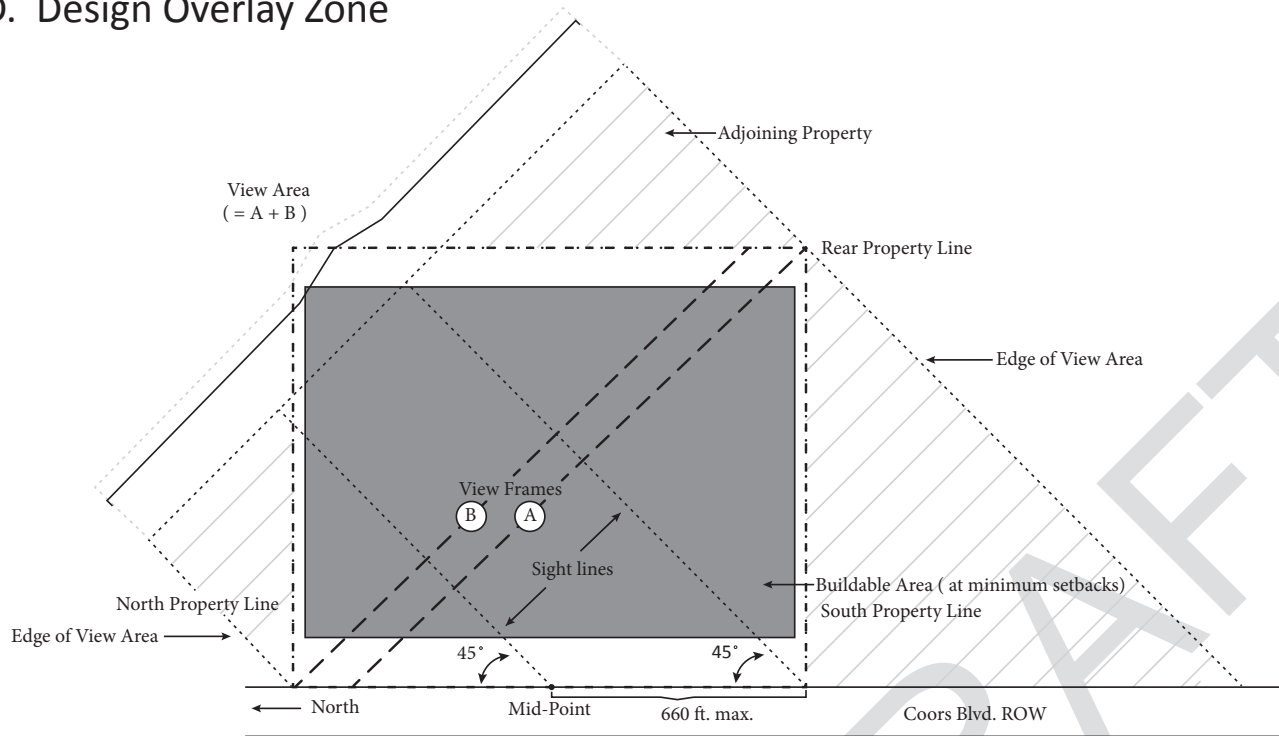 D. Design Overlay Zone
Adjoining Property
View Area
( = A + B )
Rear Property Line
Edge of View Area
View Frames
B
A
Sight lines
Buildable Area ( at minimum setbacks)
North Property Line
South Property Line
Edge of View Area
45°
45°
North
Mid-Point
660 ft. max.
Coors Blvd. ROW
RAFT